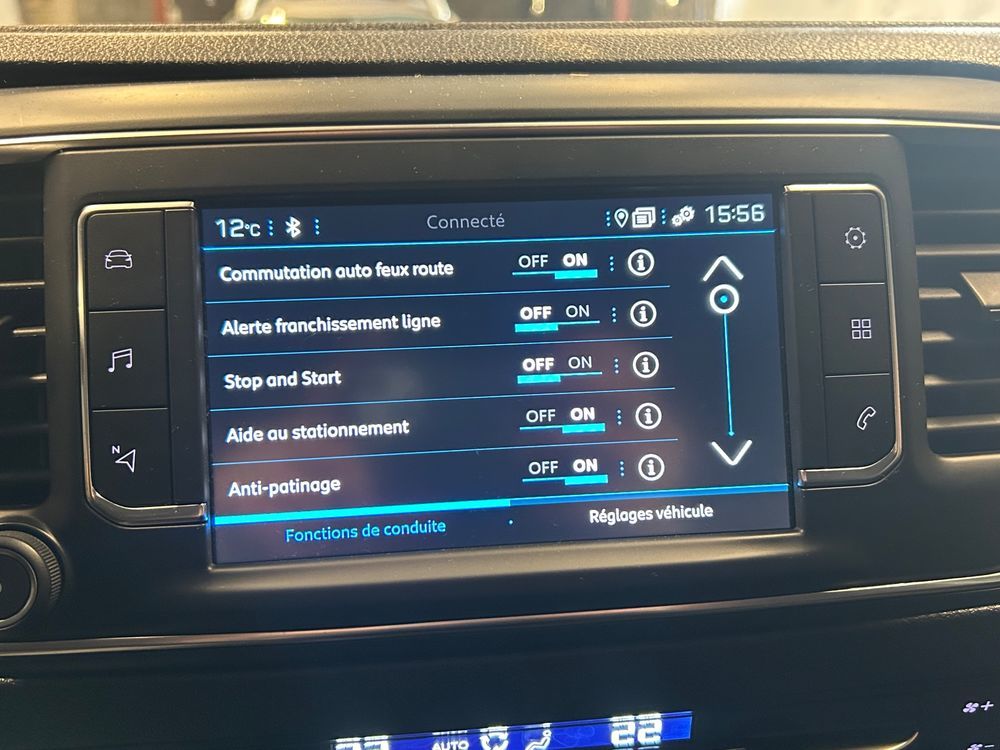 12°C Connecté 15:56
Commutation auto feux route OFF ON i
Alerte franchissement ligne OFF ON i
Stop and Start OFF ON i
Aide au stationnement OFF ON i
Anti-patinage OFF ON i
Fonctions de conduite Réglages véhicule
N
AUTO 22